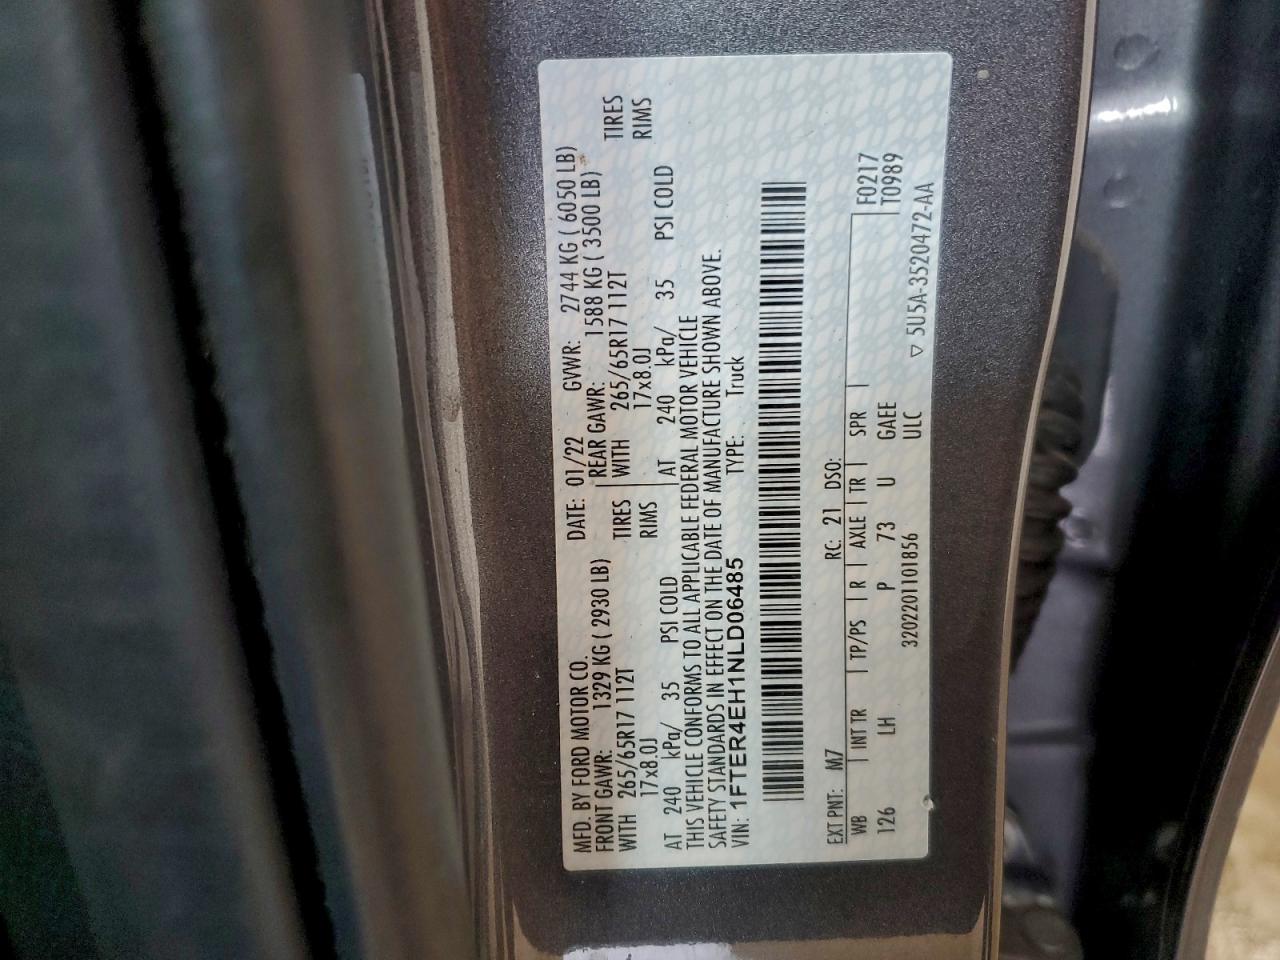 MFD. BY FORD MOTOR CO.
DATE: 01/22 GVWR: 2744 KG ( 6050 LB)
FRONT GAWR: 1329 KG ( 2930 LB) REAR GAWR: 1588 KG ( 3500 LB)
WITH 265/65R17 112T TIRES WITH 265/65R17 112T TIRES
17x8.0J RIMS 17x8.0J RIMS
AT 240 kPa/ 35 PSI COLD AT 240 kPa/ 35 PSI COLD
THIS VEHICLE CONFORMS TO ALL APPLICABLE FEDERAL MOTOR VEHICLE
SAFETY STANDARDS IN EFFECT ON THE DATE OF MANUFACTURE SHOWN ABOVE.
VIN: 1FTER4EH1NLD06485 TYPE: Truck
EXT PNT: M7 RC: 21 DSO: F0217
WB INT TR TP/PS R AXLE TR SPR T0989
126 LH P 73 U GAEE
3202201101856 ULC ▽ 5U5A-3520472-AA